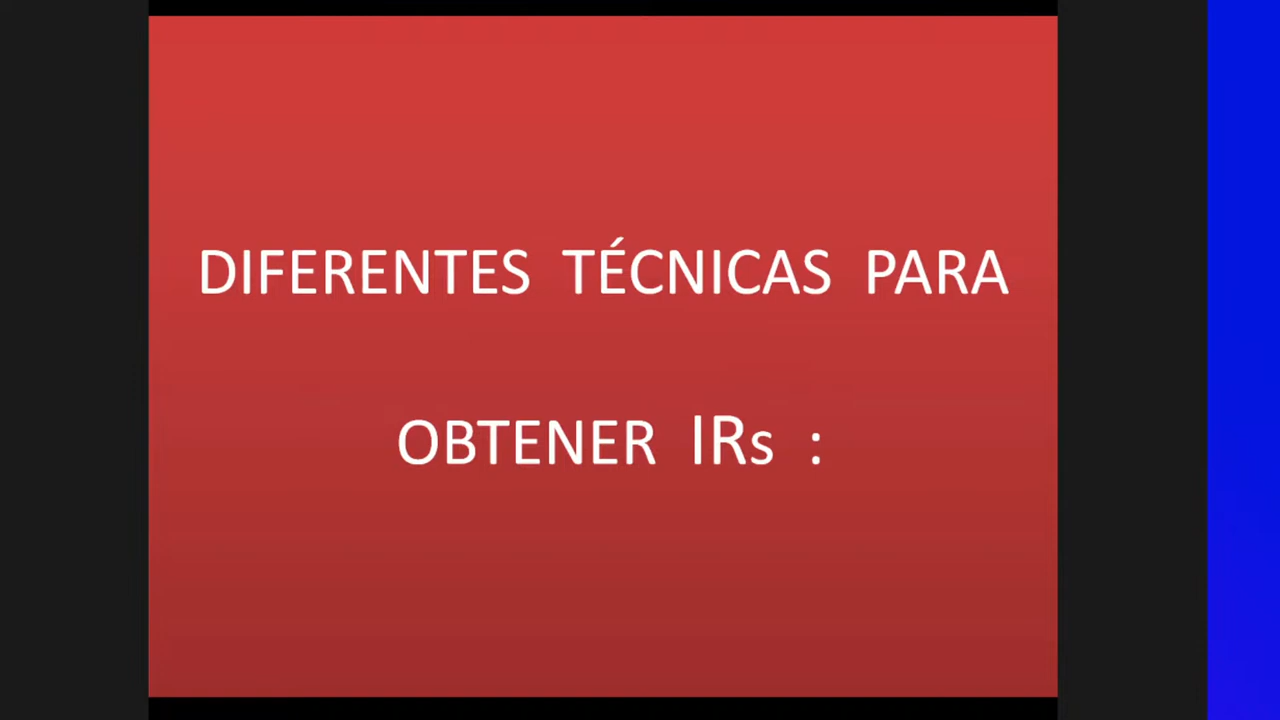 DIFERENTES TÉCNICAS PARA
OBTENER IRs :